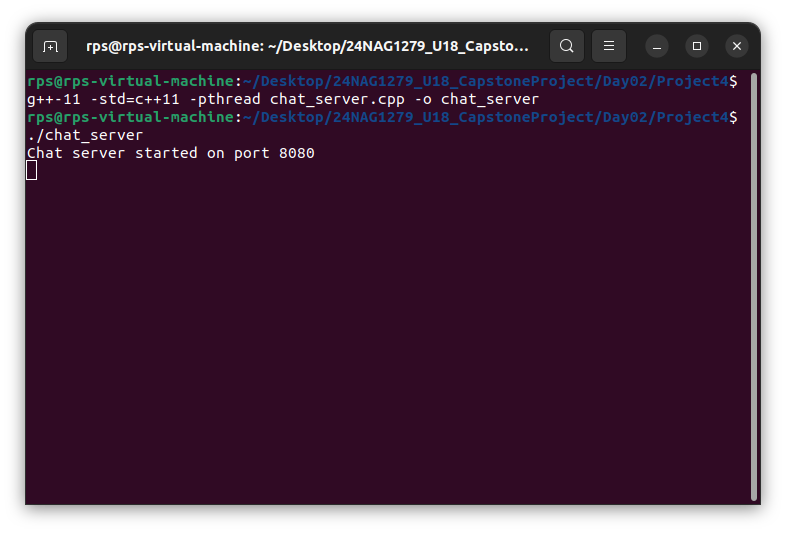 rps@rps-virtual-machine: ~/Desktop/24NAG1279_U18_Capsto...
rps@rps-virtual-machine:~/Desktop/24NAG1279_U18_CapstoneProject/Day02/Project4$
g++-11 -std=c++11 -pthread chat_server.cpp -o chat_server
rps@rps-virtual-machine:~/Desktop/24NAG1279_U18_CapstoneProject/Day02/Project4$
./chat_server
Chat server started on port 8080